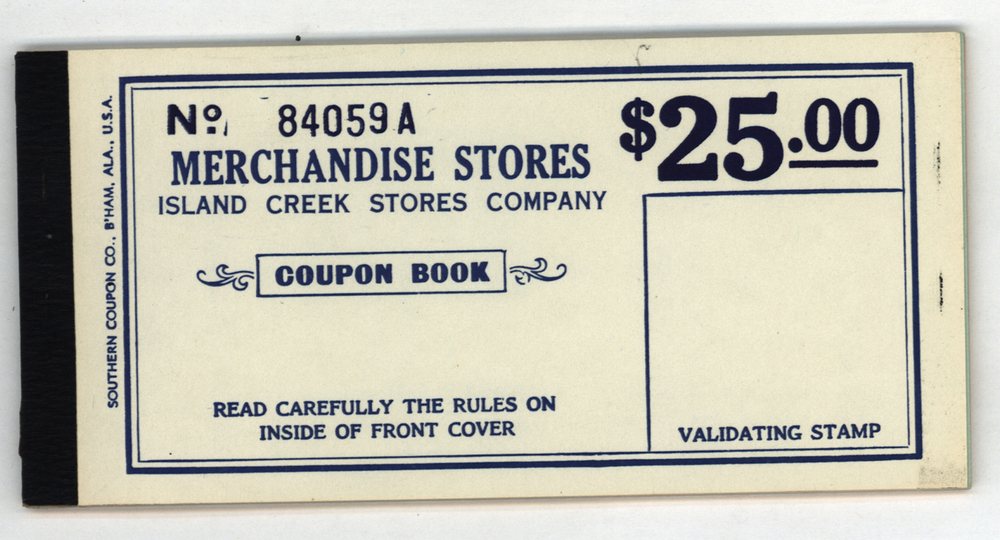 SOUTHERN COUPON CO., B'HAM, ALA., U.S.A.
Nº 84059A
$25.00
MERCHANDISE STORES
ISLAND CREEK STORES COMPANY
COUPON BOOK
READ CAREFULLY THE RULES ON
INSIDE OF FRONT COVER
VALIDATING STAMP